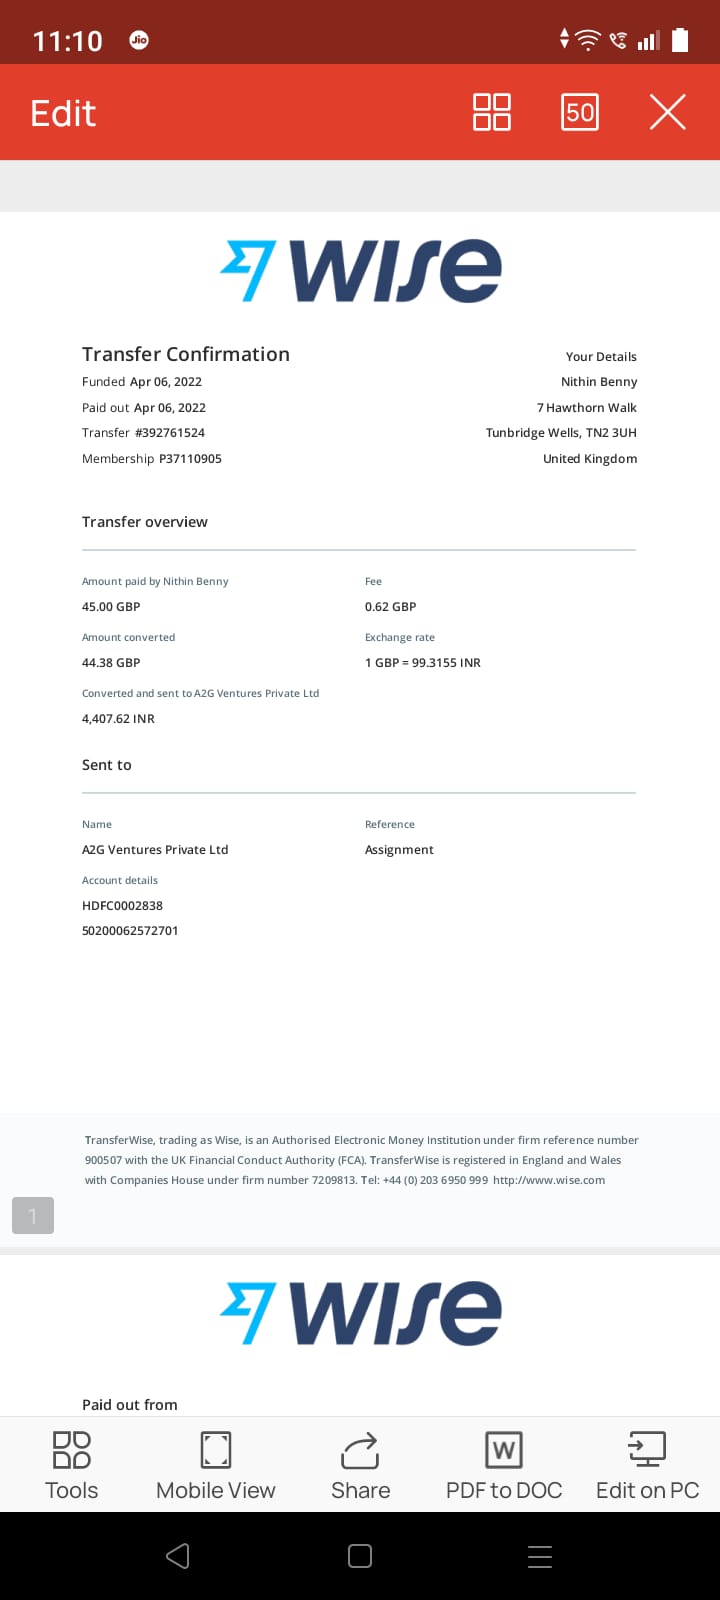 11:10
Jio
Edit
50
wise
Transfer Confirmation
Funded Apr 06, 2022
Paid out Apr 06, 2022
Transfer #392761524
Membership P37110905
Your Details
Nithin Benny
7 Hawthorn Walk
Tunbridge Wells, TN2 3UH
United Kingdom
Transfer overview
Amount paid by Nithin Benny
45.00 GBP
Fee
0.62 GBP
Amount converted
44.38 GBP
Exchange rate
1 GBP = 99.3155 INR
Converted and sent to A2G Ventures Private Ltd
4,407.62 INR
Sent to
Name
A2G Ventures Private Ltd
Reference
Assignment
Account details
HDFC0002838
50200062572701
TransferWise, trading as Wise, is an Authorised Electronic Money Institution under firm reference number
900507 with the UK Financial Conduct Authority (FCA). TransferWise is registered in England and Wales
with Companies House under firm number 7209813. Tel: +44 (0) 203 6950 999 http://www.wise.com
1
wise
Paid out from
Tools
Mobile View
Share
W
PDF to DOC
Edit on PC